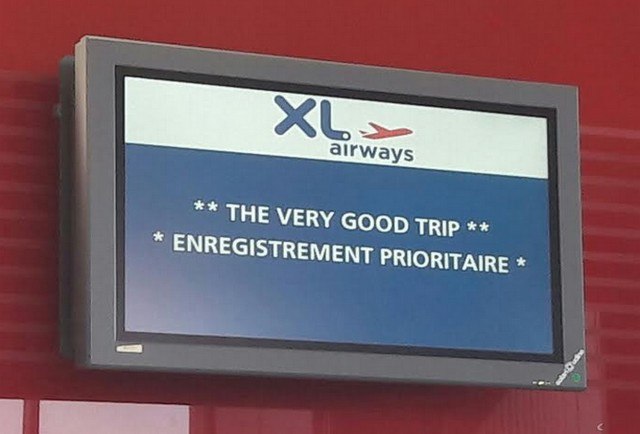 XL.
airways
** THE VERY GOOD TRIP **
* ENREGISTREMENT PRIORITAIRE *